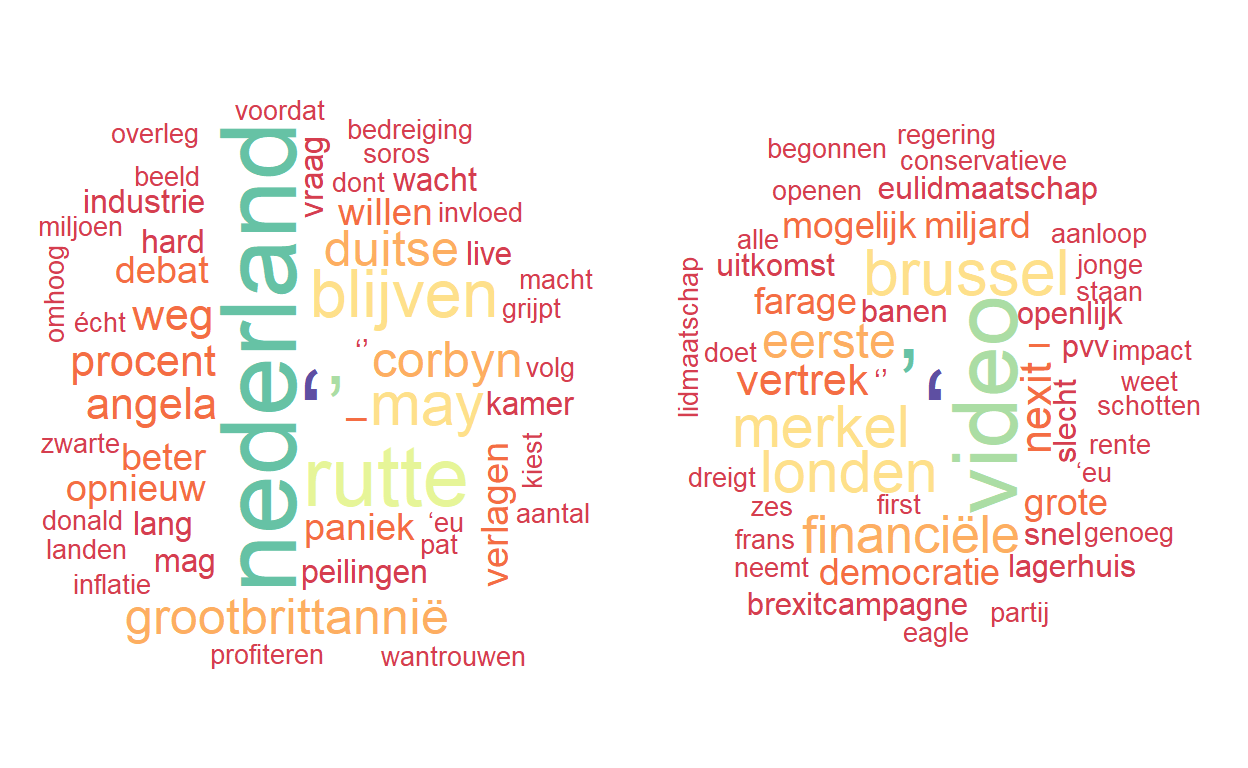 voordat
overleg
bedreiging
soros
beeld
vraag
dont
wacht
industrie
willen
invloed
miljoen
hard
duitse
live
omhoog
debat
blijven
macht
grijpt
écht
weg
nederland
‘’
procent
corbyn
volg
angela
‘
’
–
may
kamer
zwarte
beter
rutte
kiest
opnieuw
verlagen
donald
lang
paniek
‘eu
aantal
landen
mag
pat
inflatie
peilingen
grootbrittannië
profiteren
wantrouwen
regering
begonnen
conservatieve
openen
eulidmaatschap
mogelijk
miljard
alle
aanloop
uitkomst
brussel
jonge
lidmaatschap
staan
farage
banen
openlijk
eerste
video
doet
’
pvv
impact
vertrek
‘’
‘
nexit
–
slecht
weet
merkel
schotten
londen
rente
dreigt
‘eu
zes
first
grote
frans
financiële
snel
genoeg
neemt
democratie
lagerhuis
brexitcampagne
partij
eagle